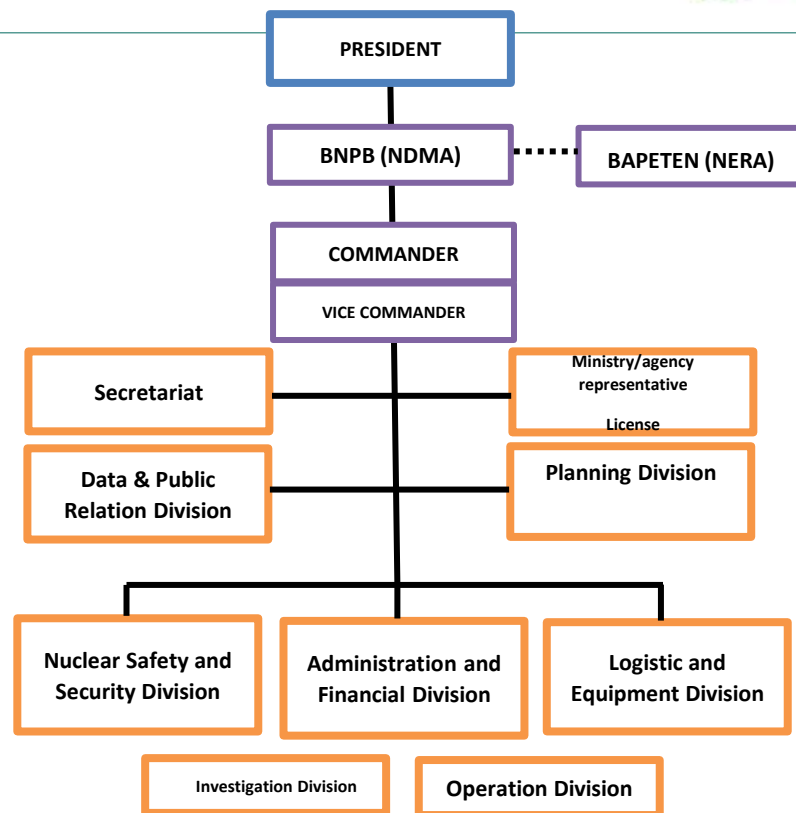 PRESIDENT
BNPB (NDMA)
BAPETEN (NERA)
COMMANDER
VICE COMMANDER
Secretariat
Ministry/agency
representative
License
Data & Public
Relation Division
Planning Division
Nuclear Safety and
Security Division
Administration and
Financial Division
Logistic and
Equipment Division
Investigation Division
Operation Division